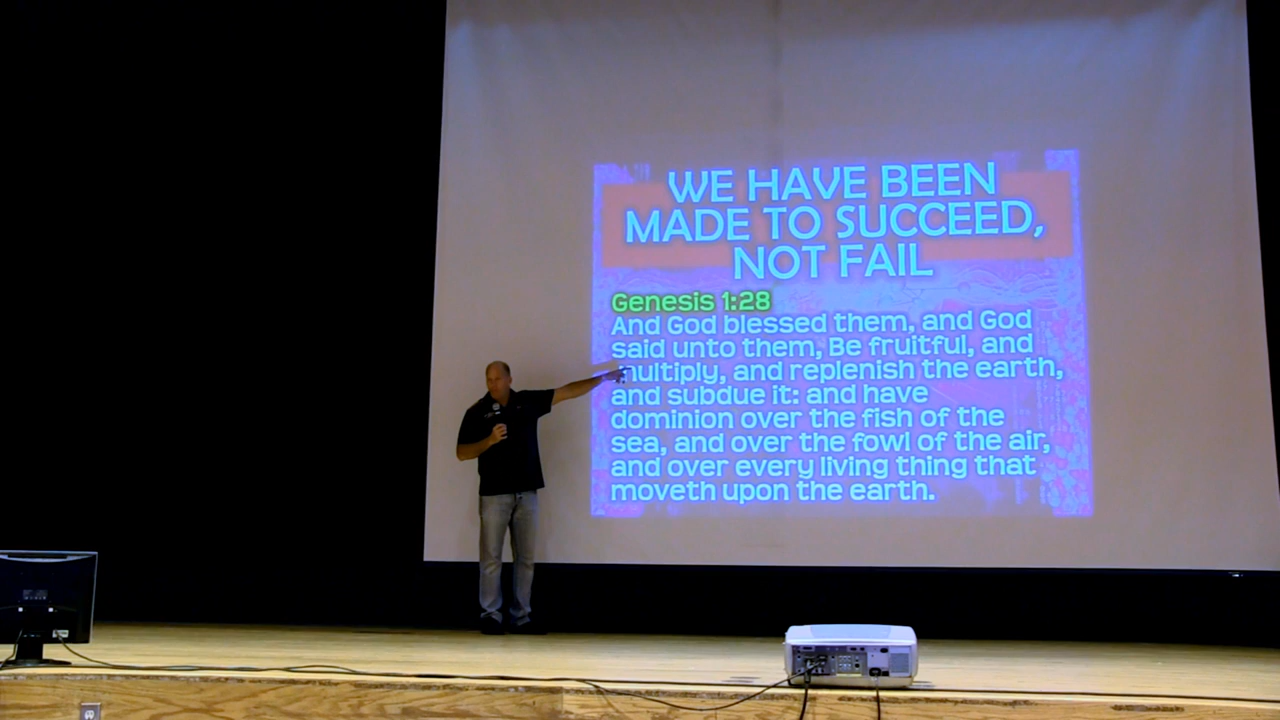 WE HAVE BEEN
MADE TO SUCCEED,
NOT FAIL
Genesis 1:28
And God blessed them, and God
said unto them, Be fruitful, and
multiply, and replenish the earth,
and subdue it: and have
dominion over the fish of the
sea, and over the fowl of the air,
and over every living thing that
moveth upon the earth.